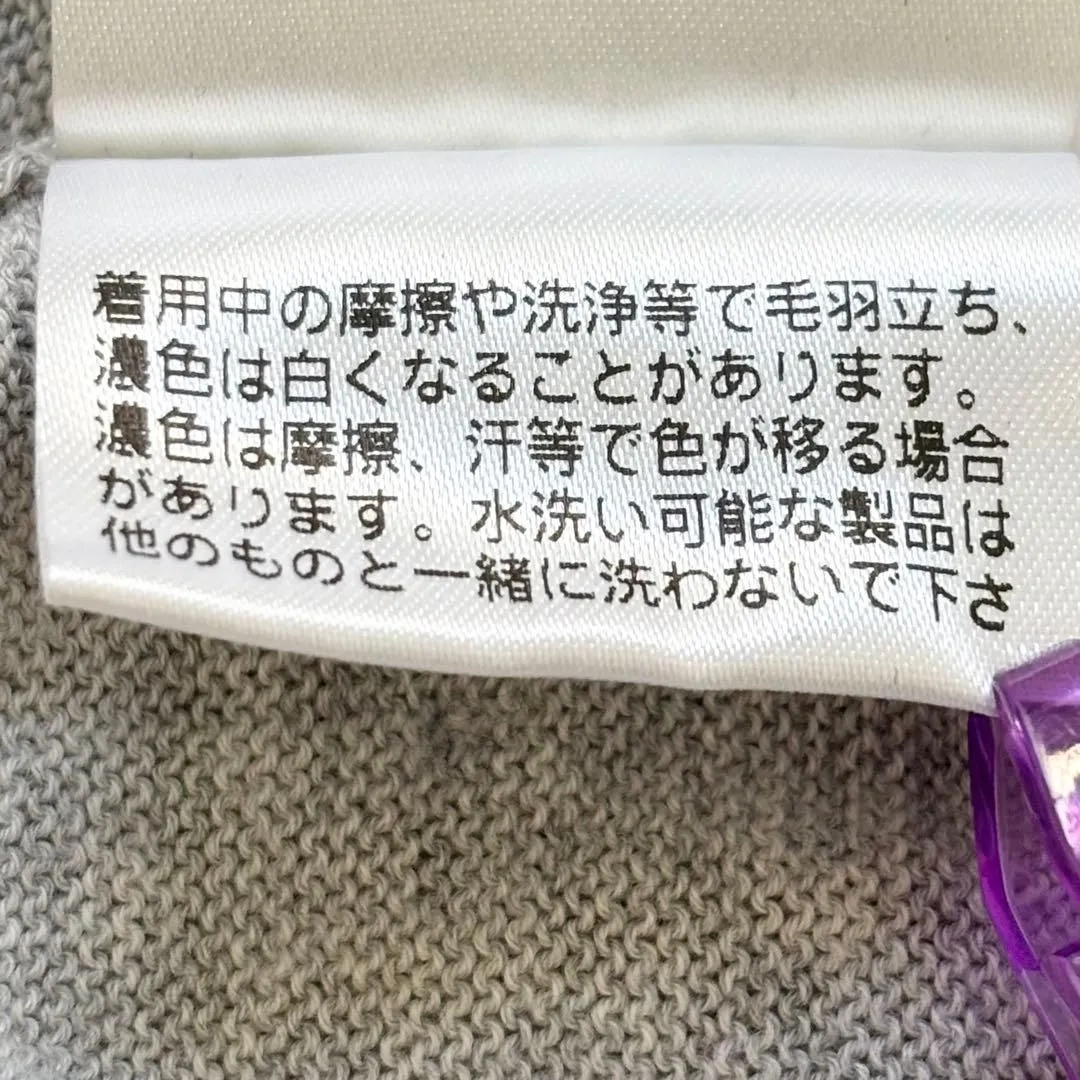 着用中の摩擦や洗浄等で毛羽立ち、
濃色は白くなることがあります。
濃色は摩擦、汗等で色が移る場合
があります。水洗い可能な製品は
他のものと一緒に洗わないで下さ